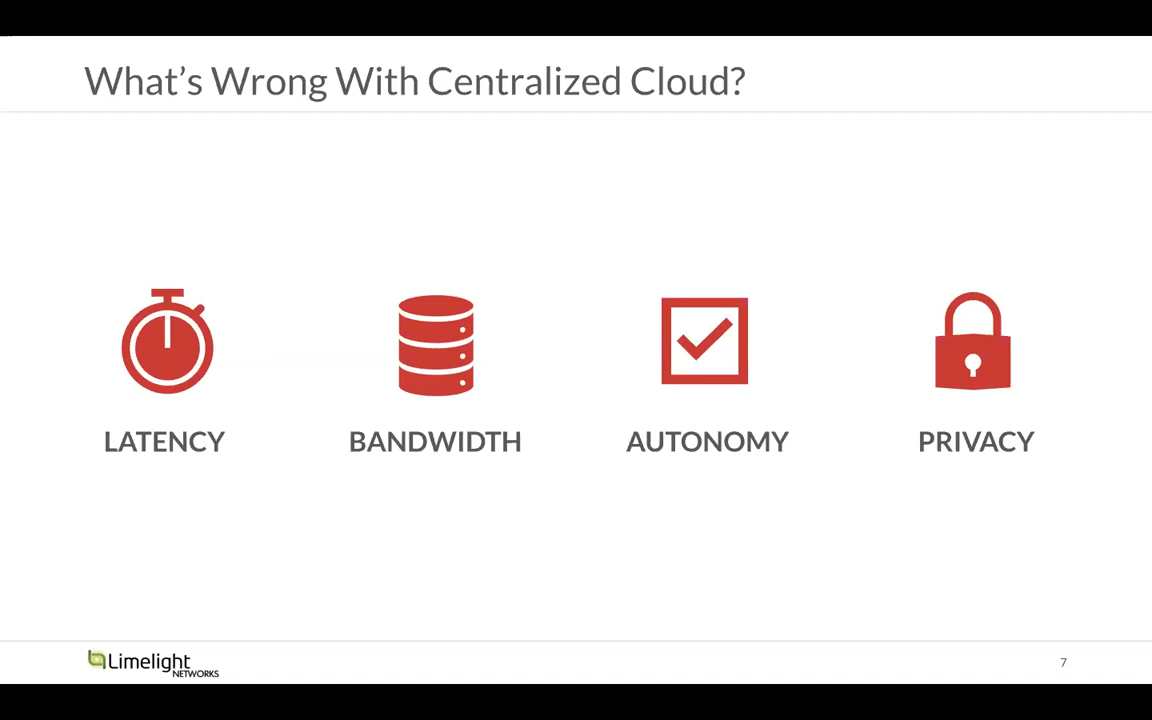 What's Wrong With Centralized Cloud?
LATENCY
BANDWIDTH
AUTONOMY
PRIVACY
Limelight
NETWORKS
7